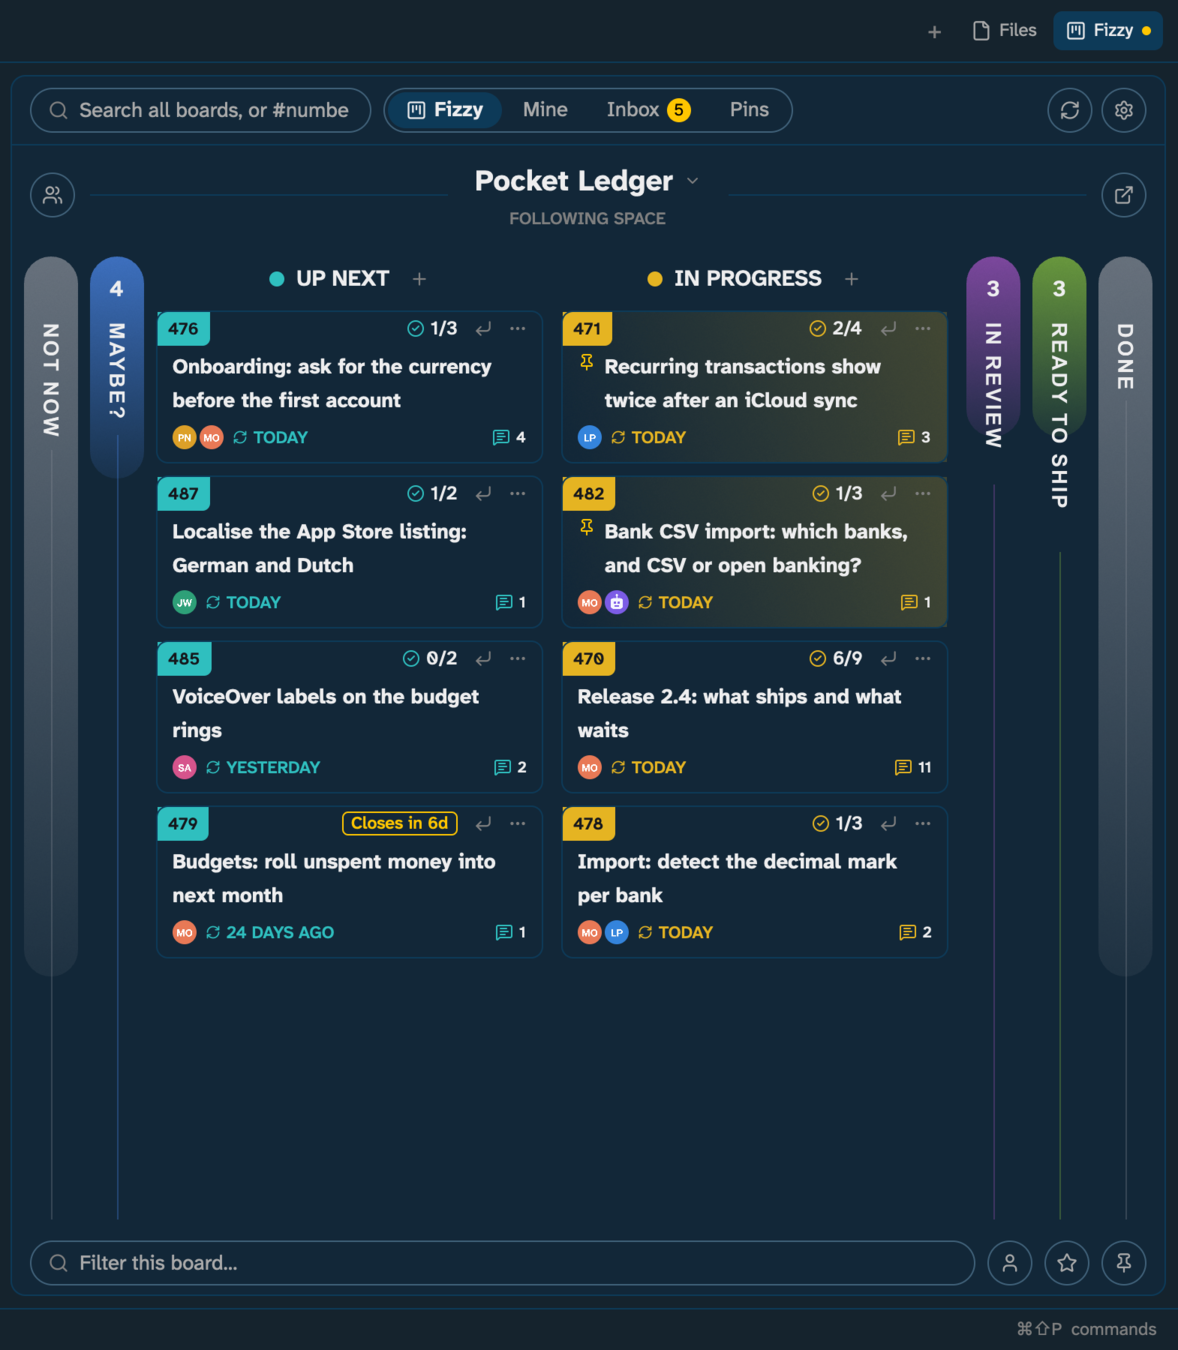 Files
Fizzy
Search all boards, or #numbe
Fizzy
Mine
Inbox 5
Pins
Pocket Ledger
FOLLOWING SPACE
NOT NOW
4 MAYBE?
UP NEXT
476 1/3
Onboarding: ask for the currency
before the first account
PN MO TODAY 4
487 1/2
Localise the App Store listing:
German and Dutch
JW TODAY 1
485 0/2
VoiceOver labels on the budget
rings
SA YESTERDAY 2
479 Closes in 6d
Budgets: roll unspent money into
next month
MO 24 DAYS AGO 1
IN PROGRESS
471 2/4
Recurring transactions show
twice after an iCloud sync
LP TODAY 3
482 1/3
Bank CSV import: which banks,
and CSV or open banking?
MO TODAY 1
470 6/9
Release 2.4: what ships and what
waits
MO TODAY 11
478 1/3
Import: detect the decimal mark
per bank
MO LP TODAY 2
3 IN REVIEW
3 READY TO SHIP
DONE
Filter this board...
⌘⇧P commands